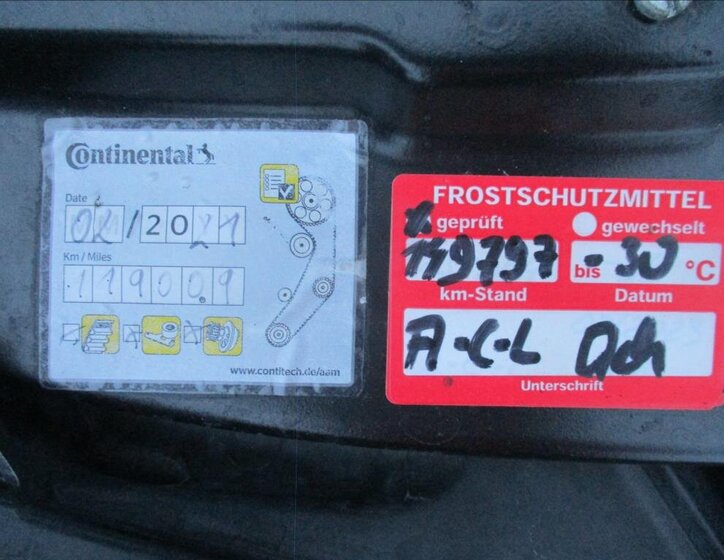 Continental
Date
02/2021
Km / Miles
119009
www.contitech.de/aam
FROSTSCHUTZMITTEL
geprüft
gewechselt
119797
bis -30 °C
km-Stand
Datum
A-C-L
Unterschrift